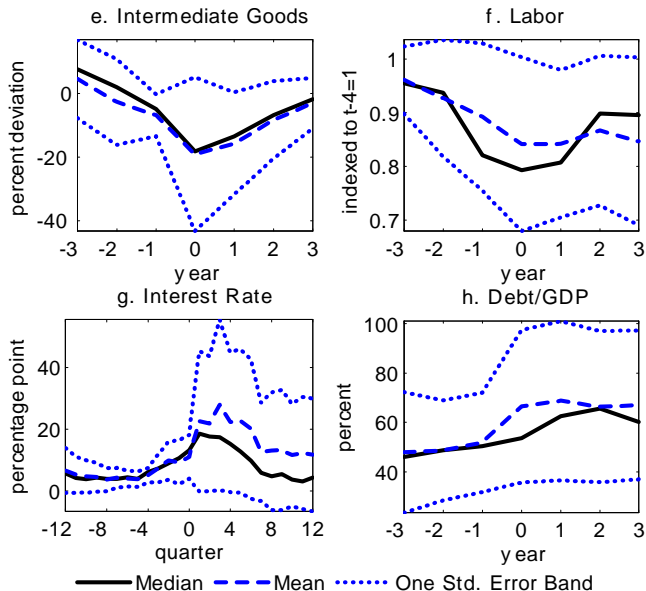 e. Intermediate Goods
f. Labor
percent deviation
0
-20
-40
-3 -2 -1 0 1 2 3
year
indexed to t-4=1
1
0.9
0.8
0.7
-3 -2 -1 0 1 2 3
year
g. Interest Rate
h. Debt/GDP
percentage point
40
20
0
-12 -8 -4 0 4 8 12
quarter
percent
100
80
60
40
-3 -2 -1 0 1 2 3
year
Median Mean One Std. Error Band